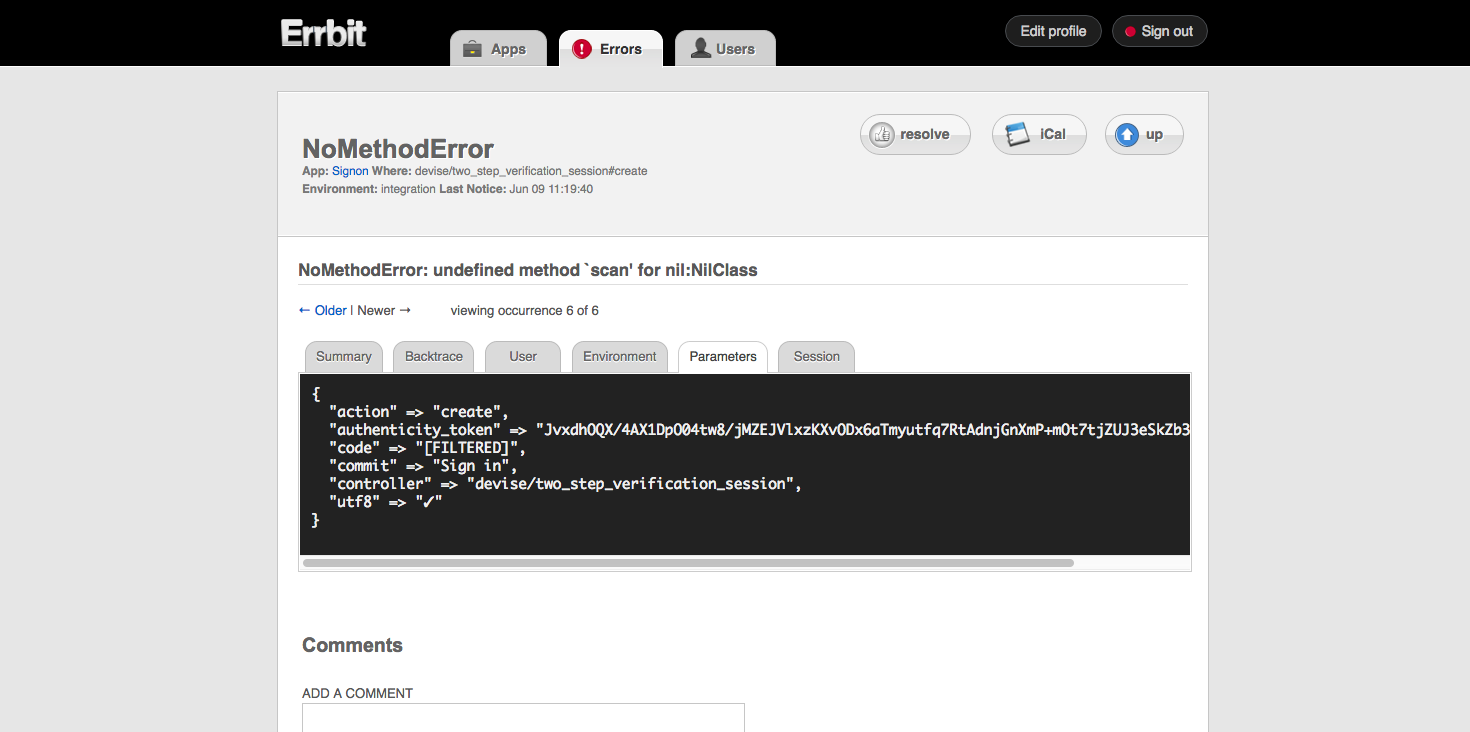 Errbit
Apps
Errors
Users
Edit profile
Sign out
NoMethodError
App: Signon Where: devise/two_step_verification_session#create
Environment: integration Last Notice: Jun 09 11:19:40
resolve
iCal
up
NoMethodError: undefined method `scan' for nil:NilClass
← Older | Newer → viewing occurrence 6 of 6
Summary Backtrace User Environment Parameters Session
{
"action" => "create",
"authenticity_token" => "JvxdhOQX/4AX1DpO04tw8/jMZEJVlxzKXvODx6aTmyutfq7RtAdnjGnXmP+mOt7tjZUJ3eSkZb3
"code" => "[FILTERED]",
"commit" => "Sign in",
"controller" => "devise/two_step_verification_session",
"utf8" => "✓"
}
Comments
ADD A COMMENT